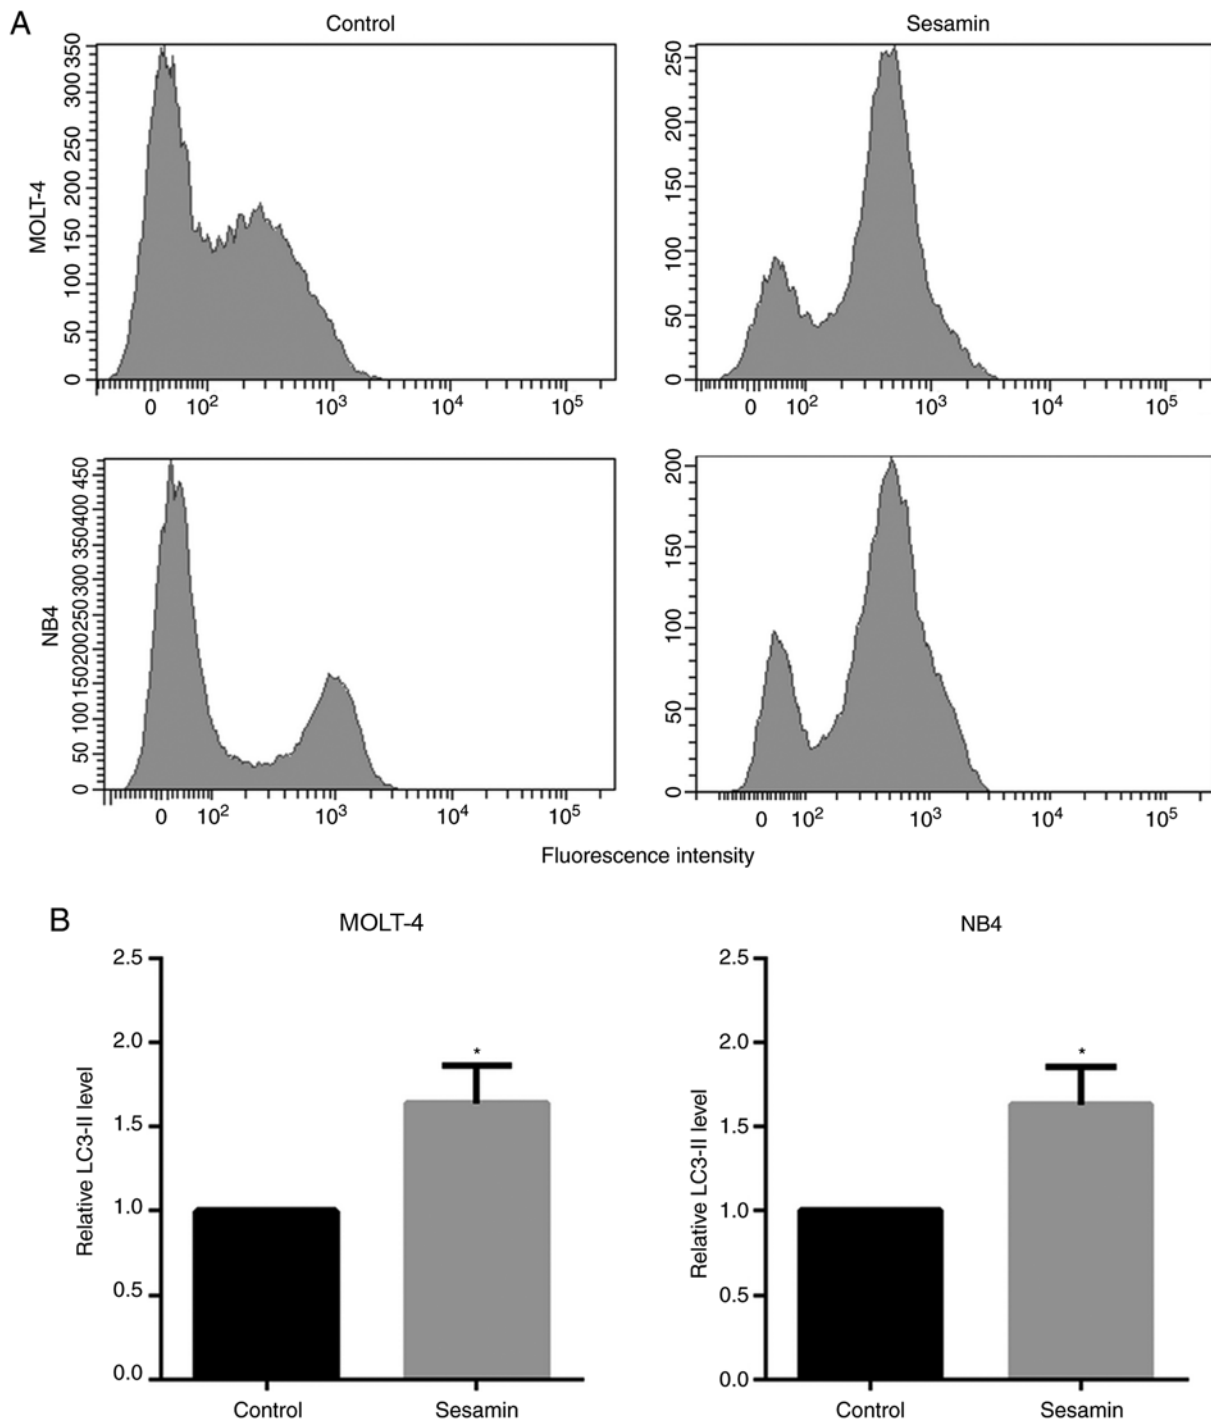 A
Control
Sesamin
MOLT-4
350
300
250
200
150
100
50
0
0 10² 10³ 10⁴ 10⁵
250
200
150
100
50
0
0 10² 10³ 10⁴ 10⁵
NB4
450
400
350
300
250
200
150
100
50
0
0 10² 10³ 10⁴ 10⁵
200
150
100
50
0
0 10² 10³ 10⁴ 10⁵
Fluorescence intensity
B
MOLT-4
Relative LC3-II level
2.5
2.0
1.5
1.0
0.5
0.0
*
Control Sesamin
NB4
Relative LC3-II level
2.5
2.0
1.5
1.0
0.5
0.0
*
Control Sesamin